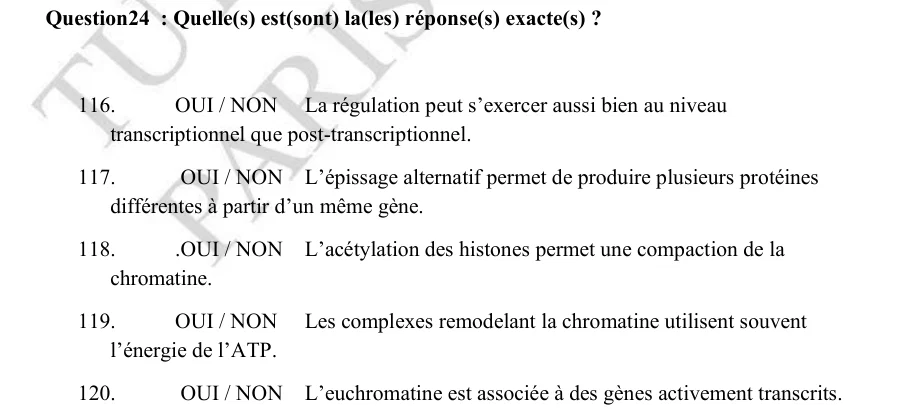 Question24 : Quelle(s) est(sont) la(les) réponse(s) exacte(s) ?
TU
PARIS
116. OUI / NON La régulation peut s’exercer aussi bien au niveau
transcriptionnel que post-transcriptionnel.
117. OUI / NON L’épissage alternatif permet de produire plusieurs protéines
différentes à partir d’un même gène.
118. .OUI / NON L’acétylation des histones permet une compaction de la
chromatine.
119. OUI / NON Les complexes remodelant la chromatine utilisent souvent
l’énergie de l’ATP.
120. OUI / NON L’euchromatine est associée à des gènes activement transcrits.